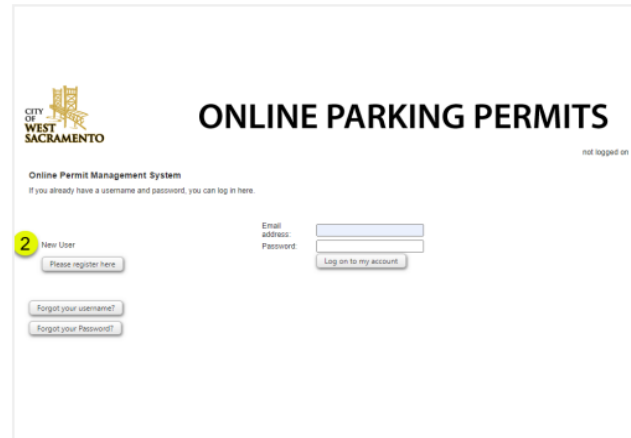 CITY
OF
WEST
SACRAMENTO
ONLINE PARKING PERMITS
not logged on
Online Permit Management System
If you already have a username and password, you can log in here.
Email
address:
2 New User
Password:
Please register here
Log on to my account
Forgot your username?
Forgot your Password?